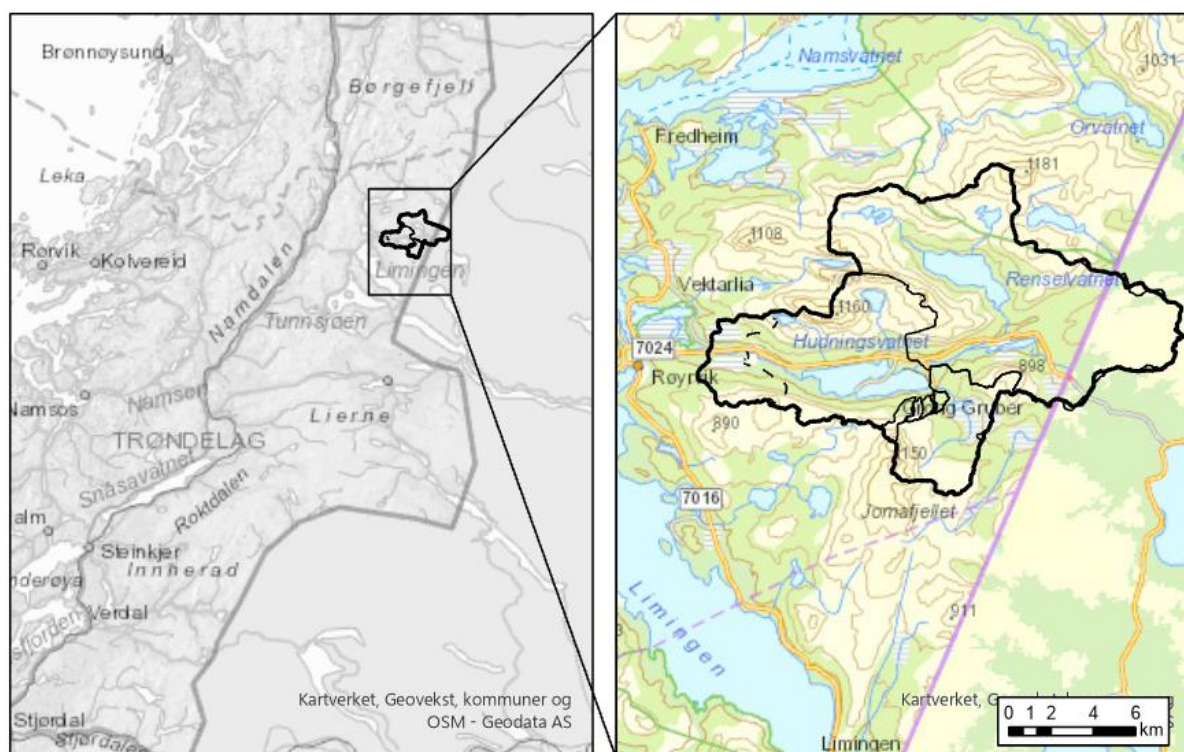 Brønnøysund
Børgefjell
Leka
Rørvik
Kolvereid
Namdalen
Limingen
Tunnsjøen
Namsos
Namsen
Lierne
TRØNDELAG
Snåsavatnet
Roktdalen
Steinkjer
Innherad
Verdal
Stjørdal
Kartverket, Geovekst, kommuner og
OSM - Geodata AS
Namsvatnet
1031
Fredheim
Orvatnet
1181
1108
Renselvatnet
Vektarlia
1160
Hudningsvatnet
7024
898
Røyrvik
Grong Gruber
890
1150
7016
Jomafjellet
Limingen
911
Kartverket, G
0 1 2 4 6
km
Limingen